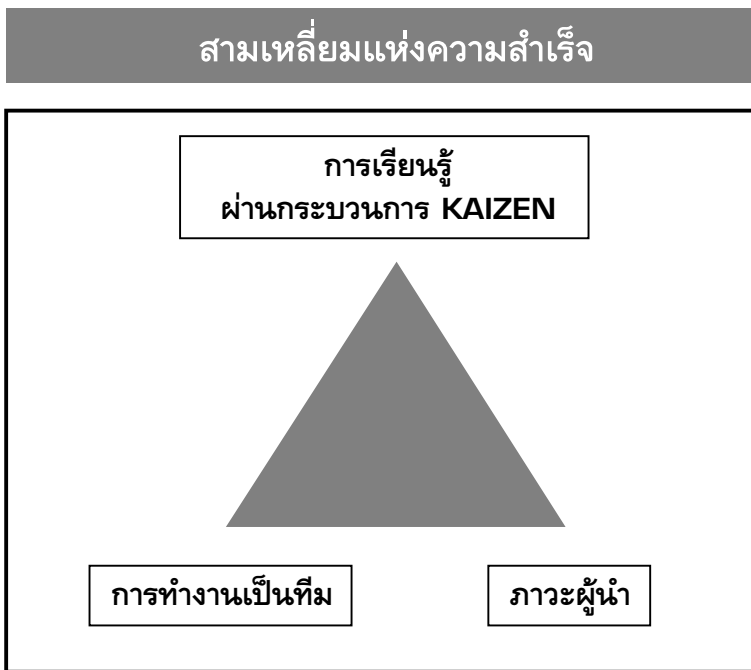 สามเหลี่ยมแห่งความสำเร็จ
การเรียนรู้
ผ่านกระบวนการ KAIZEN
การทำงานเป็นทีม
ภาวะผู้นำ